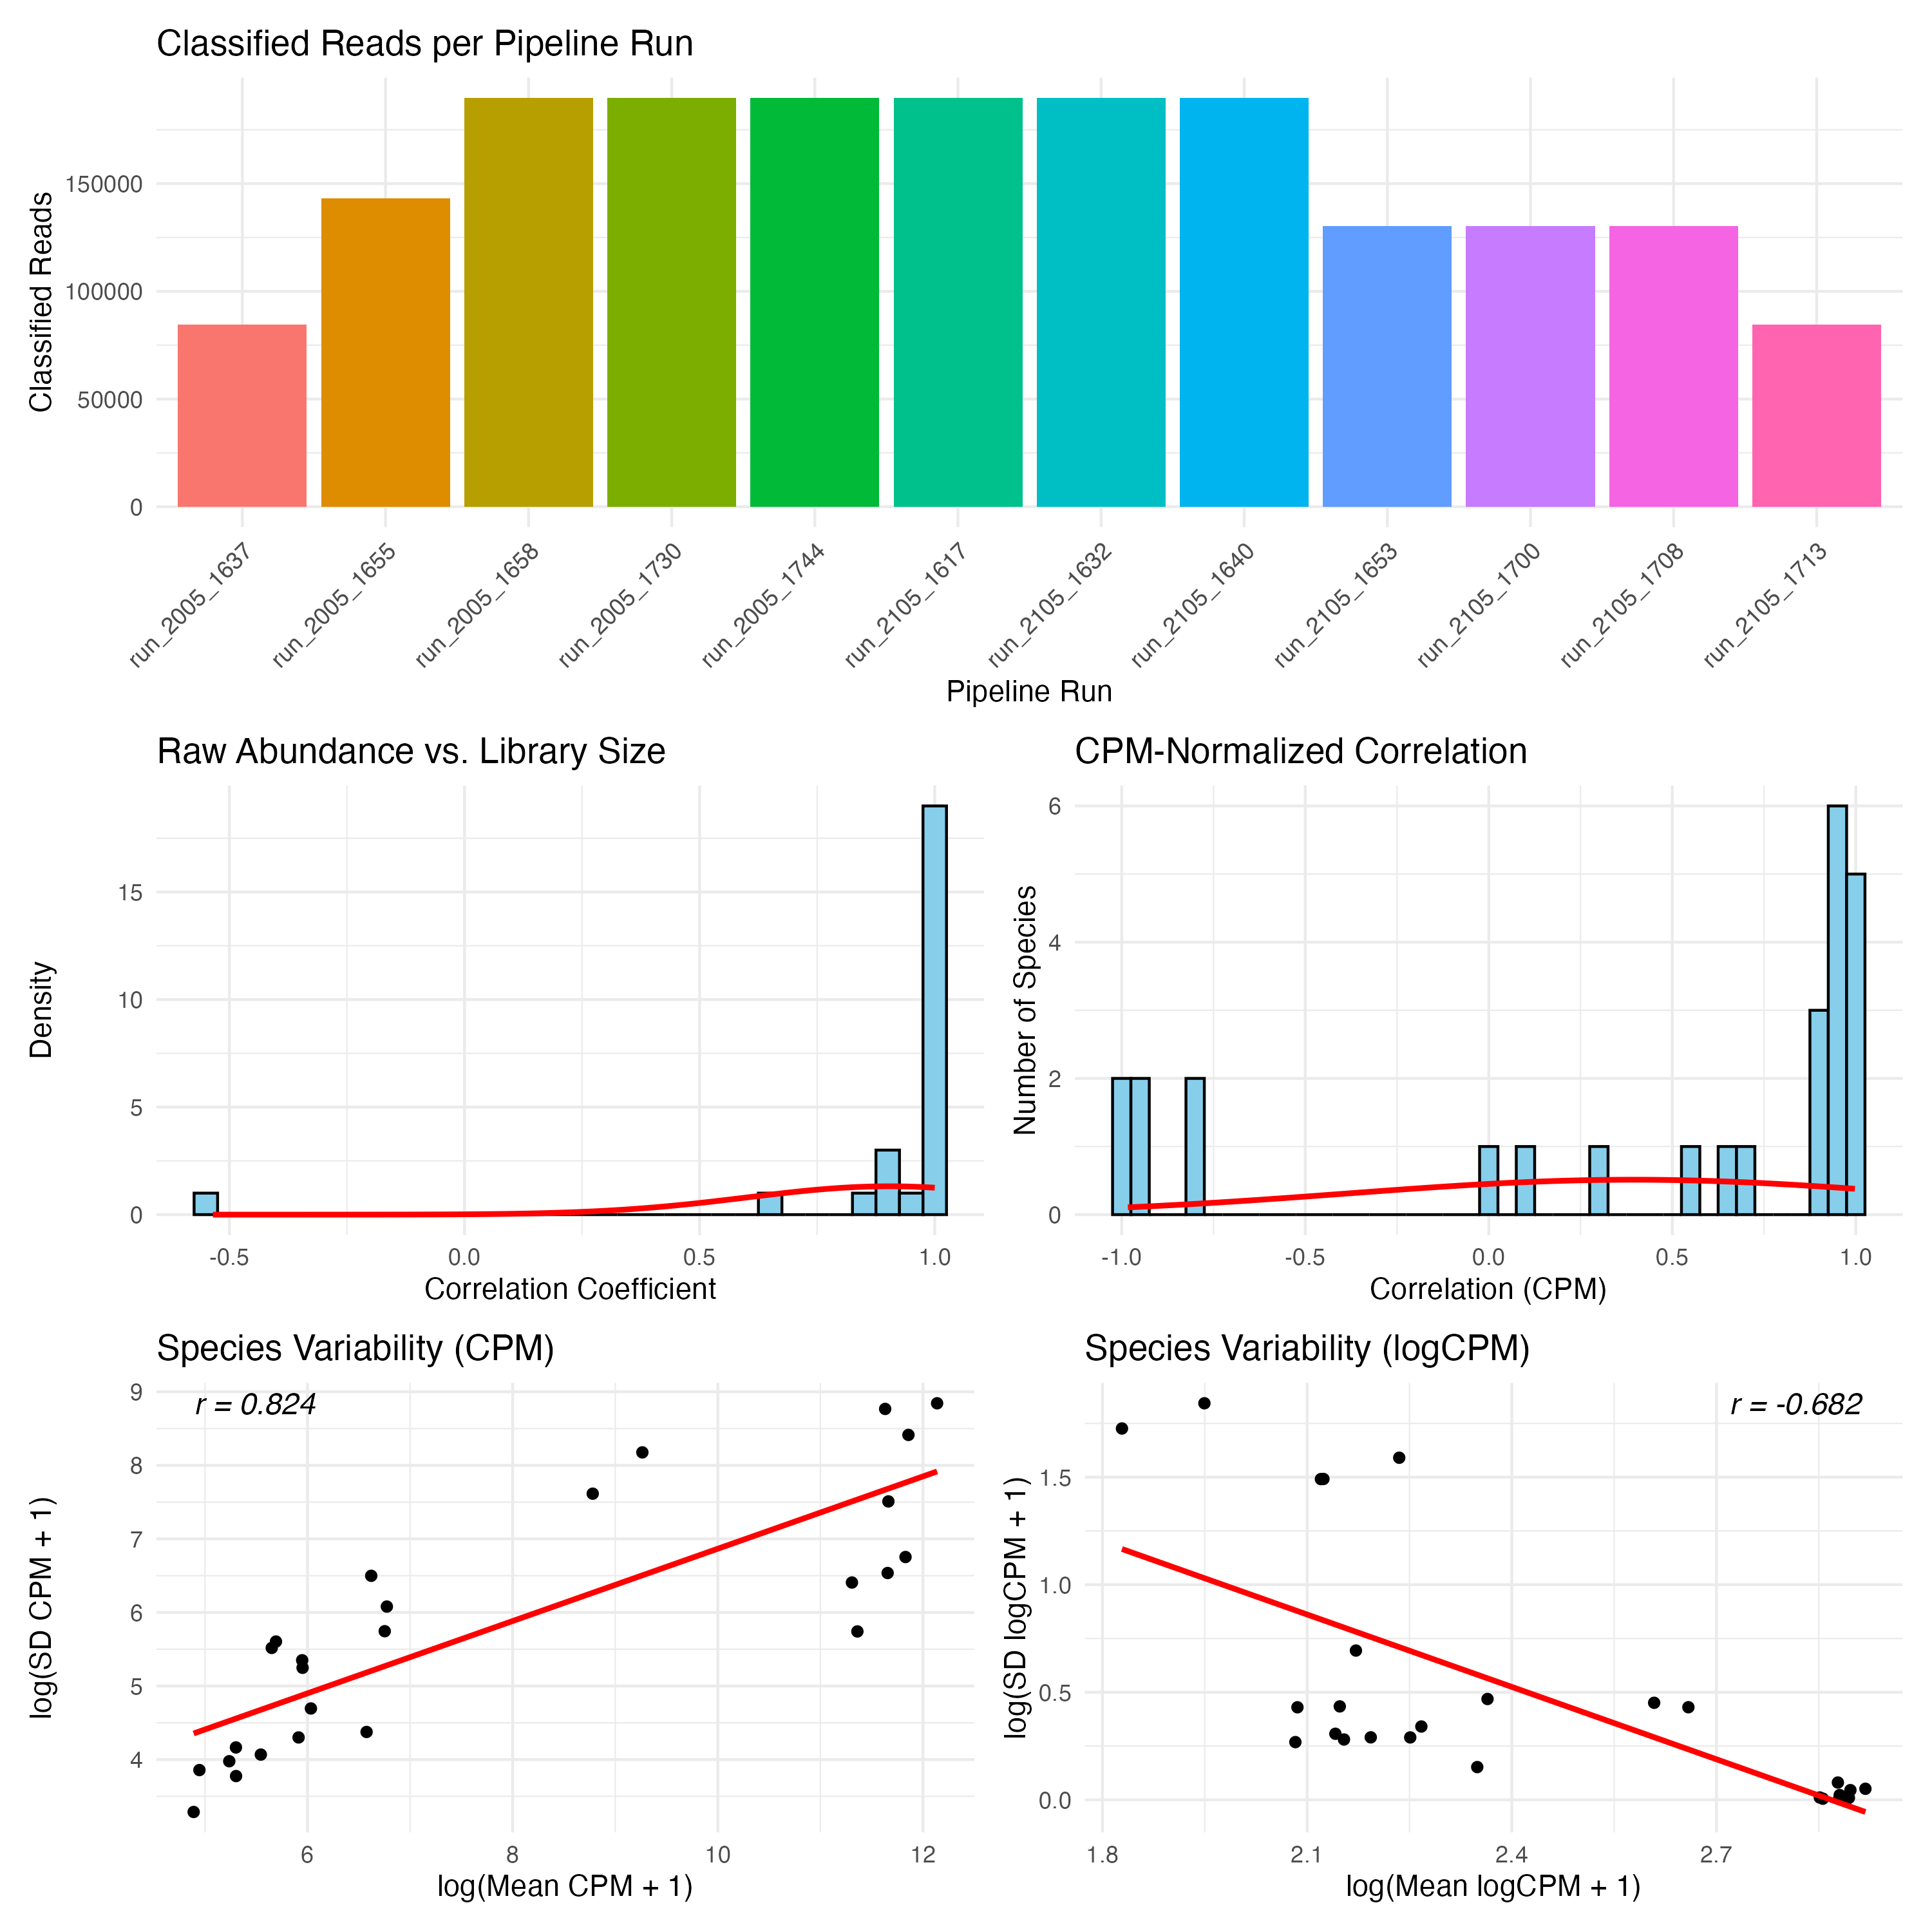 Classified Reads per Pipeline Run
Classified Reads
150000
100000
50000
0
run_2005_1637
run_2005_1655
run_2005_1658
run_2005_1730
run_2005_1744
run_2105_1617
run_2105_1632
run_2105_1640
run_2105_1653
run_2105_1700
run_2105_1708
run_2105_1713
Pipeline Run
Raw Abundance vs. Library Size
Density
15
10
5
0
-0.5
0.0
0.5
1.0
Correlation Coefficient
CPM-Normalized Correlation
Number of Species
6
4
2
0
-1.0
-0.5
0.0
0.5
1.0
Correlation (CPM)
Species Variability (CPM)
r = 0.824
log(SD CPM + 1)
9
8
7
6
5
4
6
8
10
12
log(Mean CPM + 1)
Species Variability (logCPM)
r = -0.682
log(SD logCPM + 1)
1.5
1.0
0.5
0.0
1.8
2.1
2.4
2.7
log(Mean logCPM + 1)